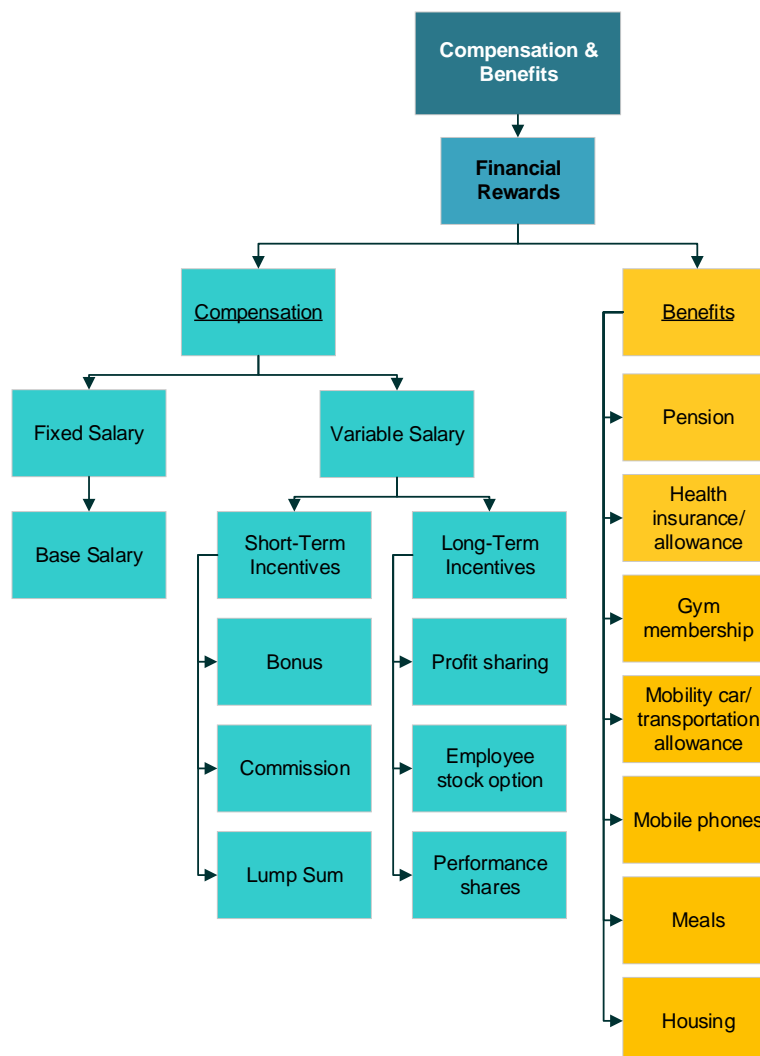 Compensation &
Benefits
Financial
Rewards
Compensation
Benefits
Fixed Salary
Variable Salary
Pension
Base Salary
Short-Term
Incentives
Long-Term
Incentives
Health
insurance/
allowance
Bonus
Profit sharing
Gym
membership
Commission
Employee
stock option
Mobility car/
transportation
allowance
Lump Sum
Performance
shares
Mobile phones
Meals
Housing